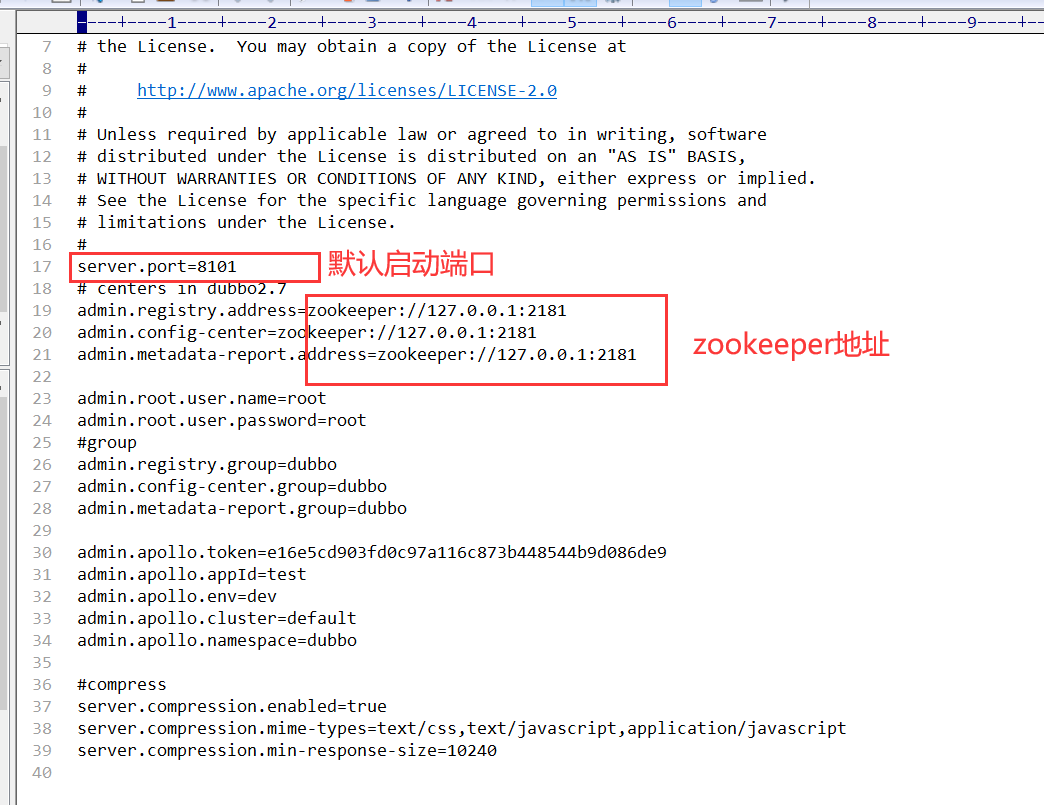 ----+----1----+----2----+----3----+----4----+----5----+----6----+----7----+----8----+----9----+--
7 # the License.  You may obtain a copy of the License at
8 #
9 #     http://www.apache.org/licenses/LICENSE-2.0
10 #
11 # Unless required by applicable law or agreed to in writing, software
12 # distributed under the License is distributed on an "AS IS" BASIS,
13 # WITHOUT WARRANTIES OR CONDITIONS OF ANY KIND, either express or implied.
14 # See the License for the specific language governing permissions and
15 # limitations under the License.
16 #
17 server.port=8101 默认启动端口
18 # centers in dubbo2.7
19 admin.registry.address=zookeeper://127.0.0.1:2181
20 admin.config-center=zookeeper://127.0.0.1:2181
zookeeper地址
21 admin.metadata-report.address=zookeeper://127.0.0.1:2181
22
23 admin.root.user.name=root
24 admin.root.user.password=root
25 #group
26 admin.registry.group=dubbo
27 admin.config-center.group=dubbo
28 admin.metadata-report.group=dubbo
29
30 admin.apollo.token=e16e5cd903fd0c97a116c873b448544b9d086de9
31 admin.apollo.appId=test
32 admin.apollo.env=dev
33 admin.apollo.cluster=default
34 admin.apollo.namespace=dubbo
35
36 #compress
37 server.compression.enabled=true
38 server.compression.mime-types=text/css,text/javascript,application/javascript
39 server.compression.min-response-size=10240
40